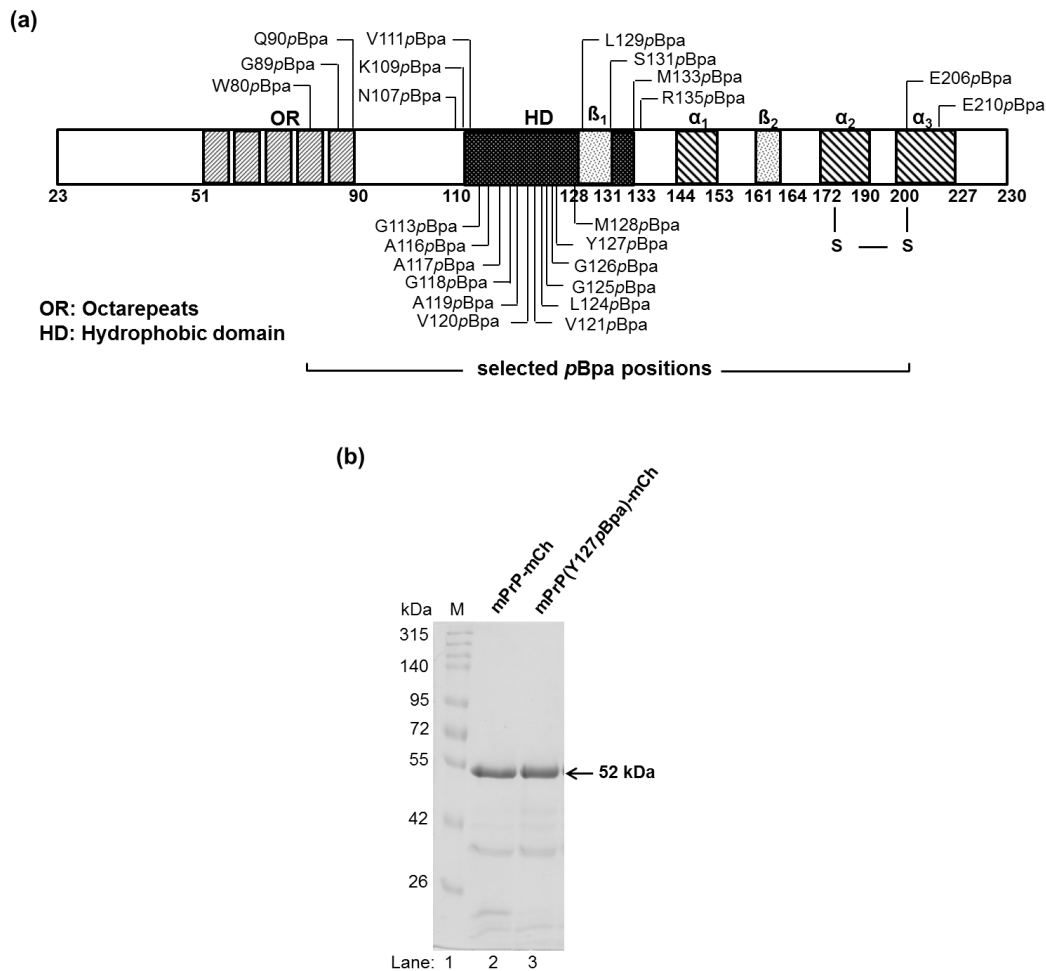 (a)
Q90pBpa
V111pBpa
L129pBpa
G89pBpa
K109pBpa
S131pBpa
W80pBpa
N107pBpa
M133pBpa
R135pBpa
E206pBpa
E210pBpa
OR
HD
ß1
α1
ß2
α2
α3
23 51 90 110 128 131 133 144 153 161 164 172 190 200 227 230
G113pBpa
M128pBpa
A116pBpa
Y127pBpa
A117pBpa
G126pBpa
G118pBpa
G125pBpa
A119pBpa
L124pBpa
V120pBpa
V121pBpa
S — S
OR: Octarepeats
HD: Hydrophobic domain
selected pBpa positions
(b)
mPrP-mCh
mPrP(Y127pBpa)-mCh
kDa M
315
140
95
72
55
52 kDa
42
26
Lane: 1 2 3